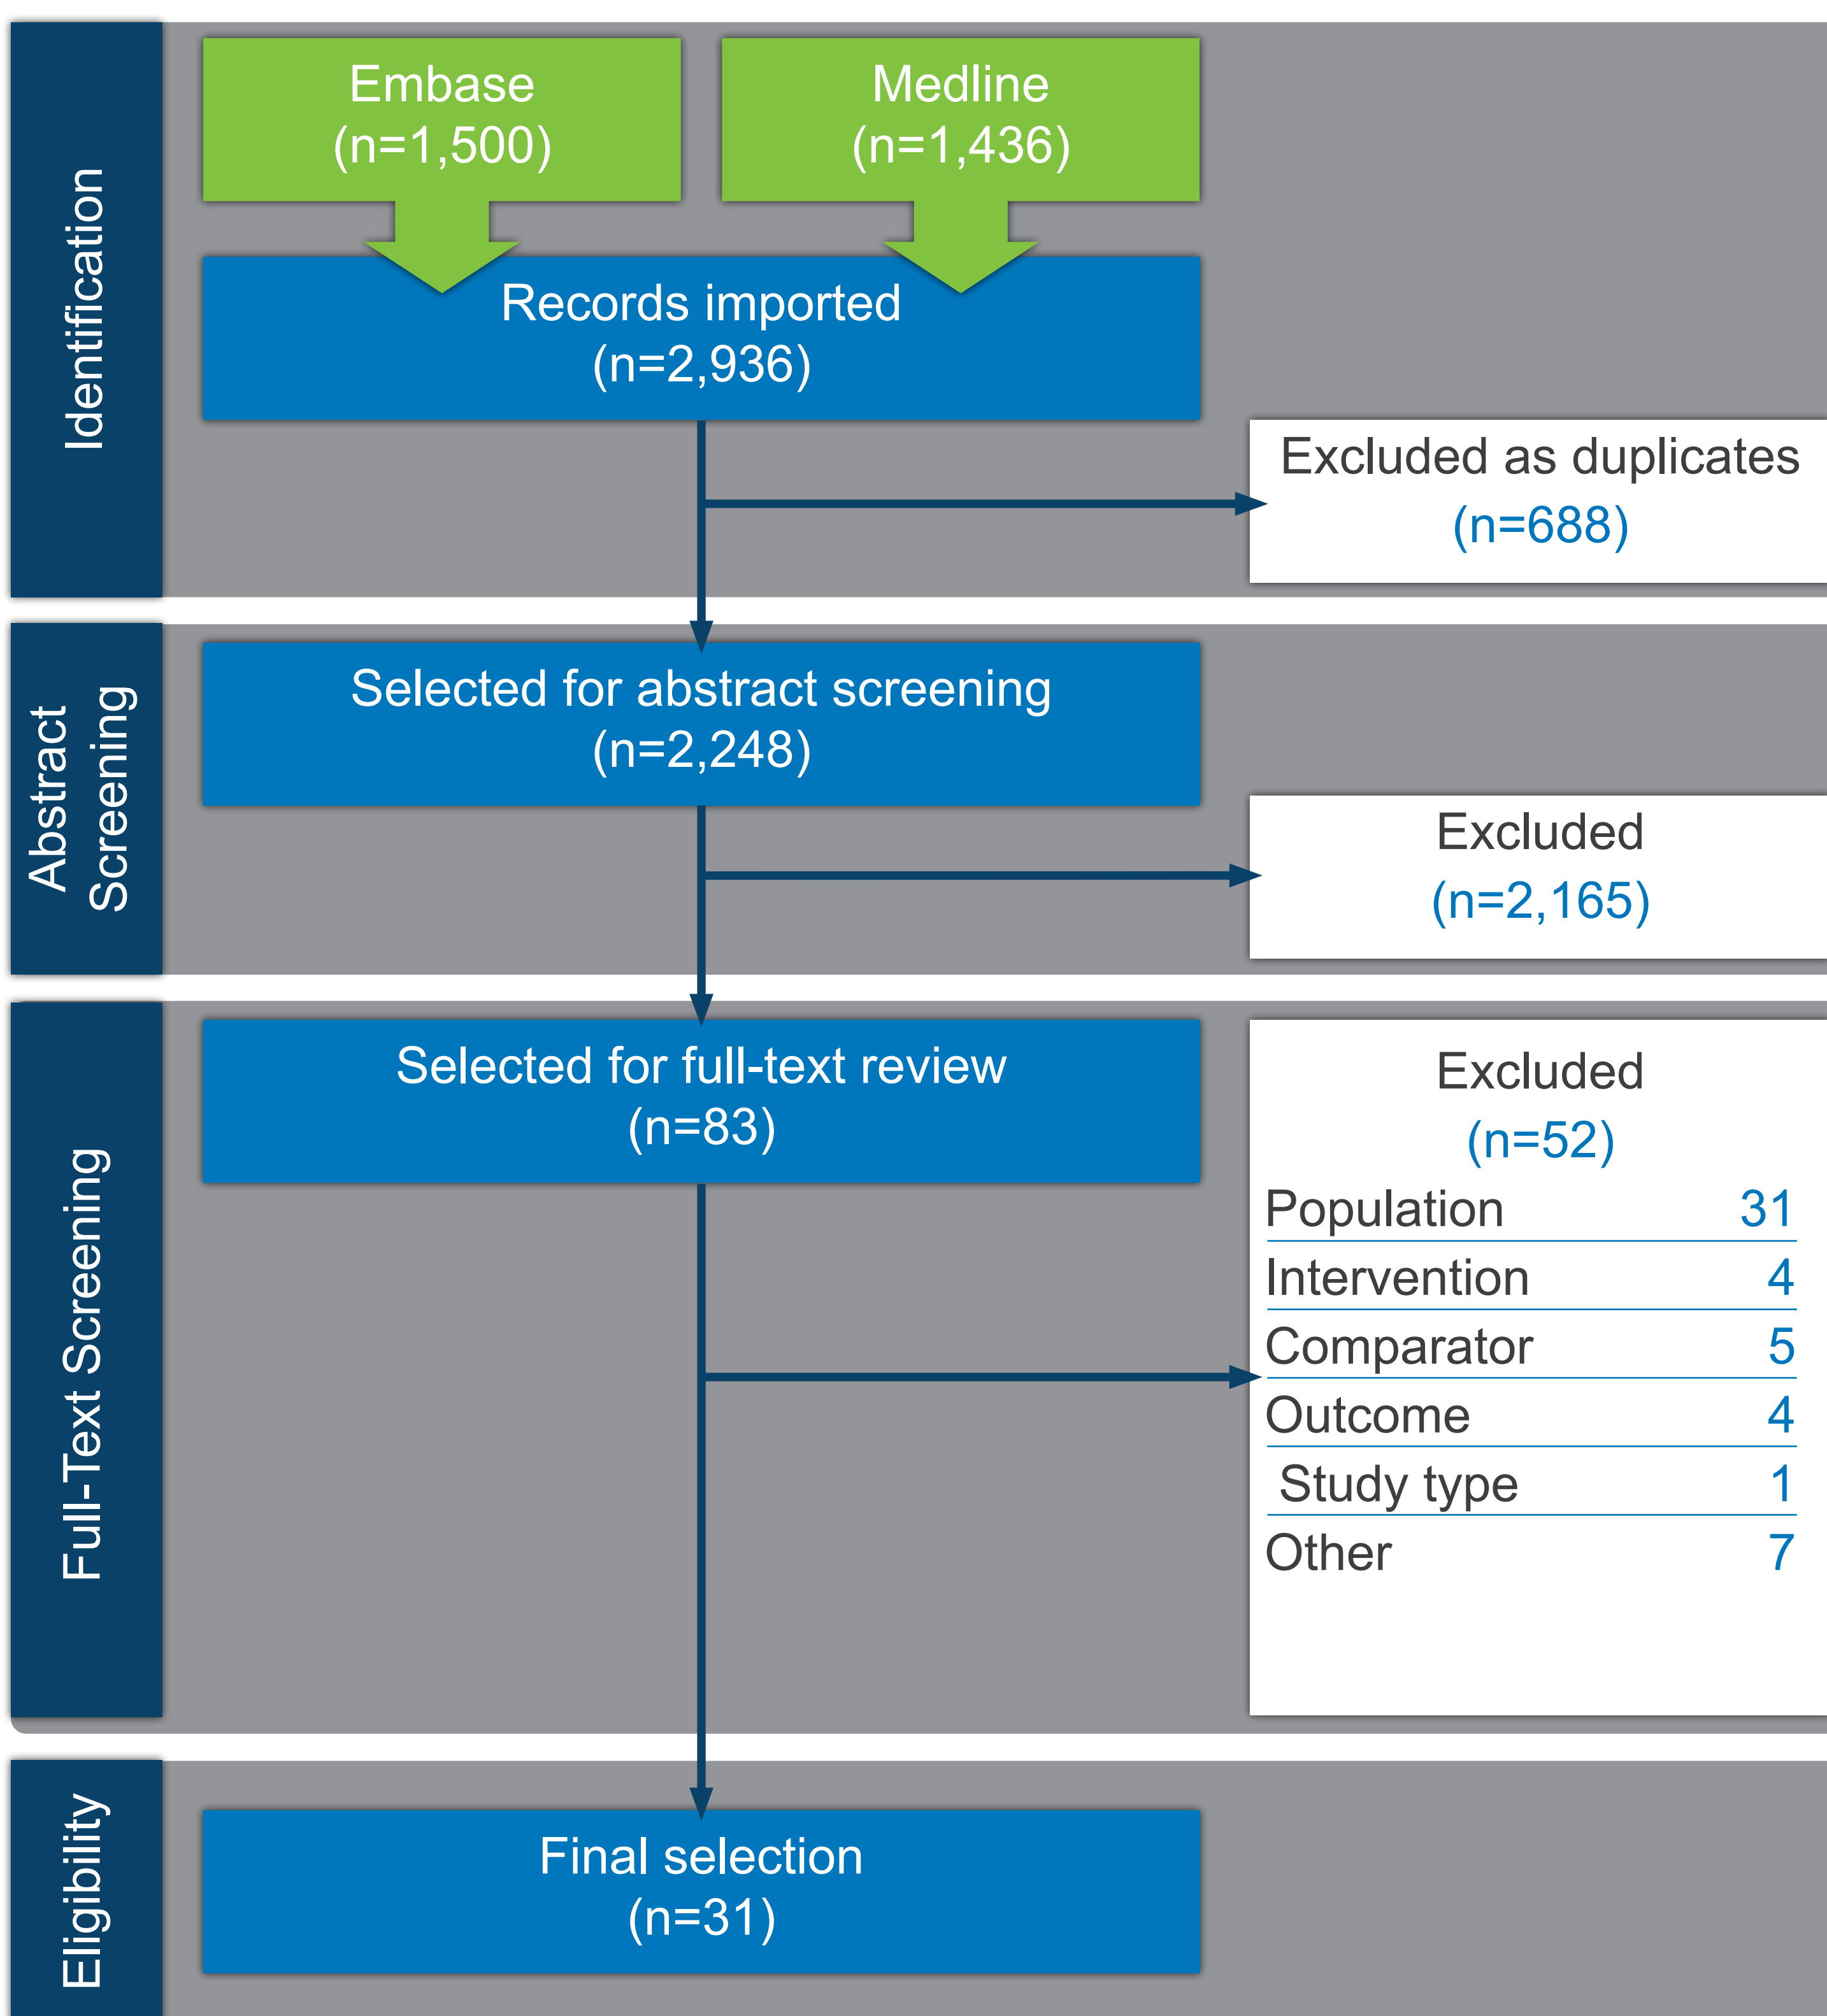 Identification
Embase
(n=1,500)
Medline
(n=1,436)
Records imported
(n=2,936)
Excluded as duplicates
(n=688)
Abstract
Screening
Selected for abstract screening
(n=2,248)
Excluded
(n=2,165)
Full-Text Screening
Selected for full-text review
(n=83)
Excluded
(n=52)
Population 31
Intervention 4
Comparator 5
Outcome 4
Study type 1
Other 7
Eligibility
Final selection
(n=31)